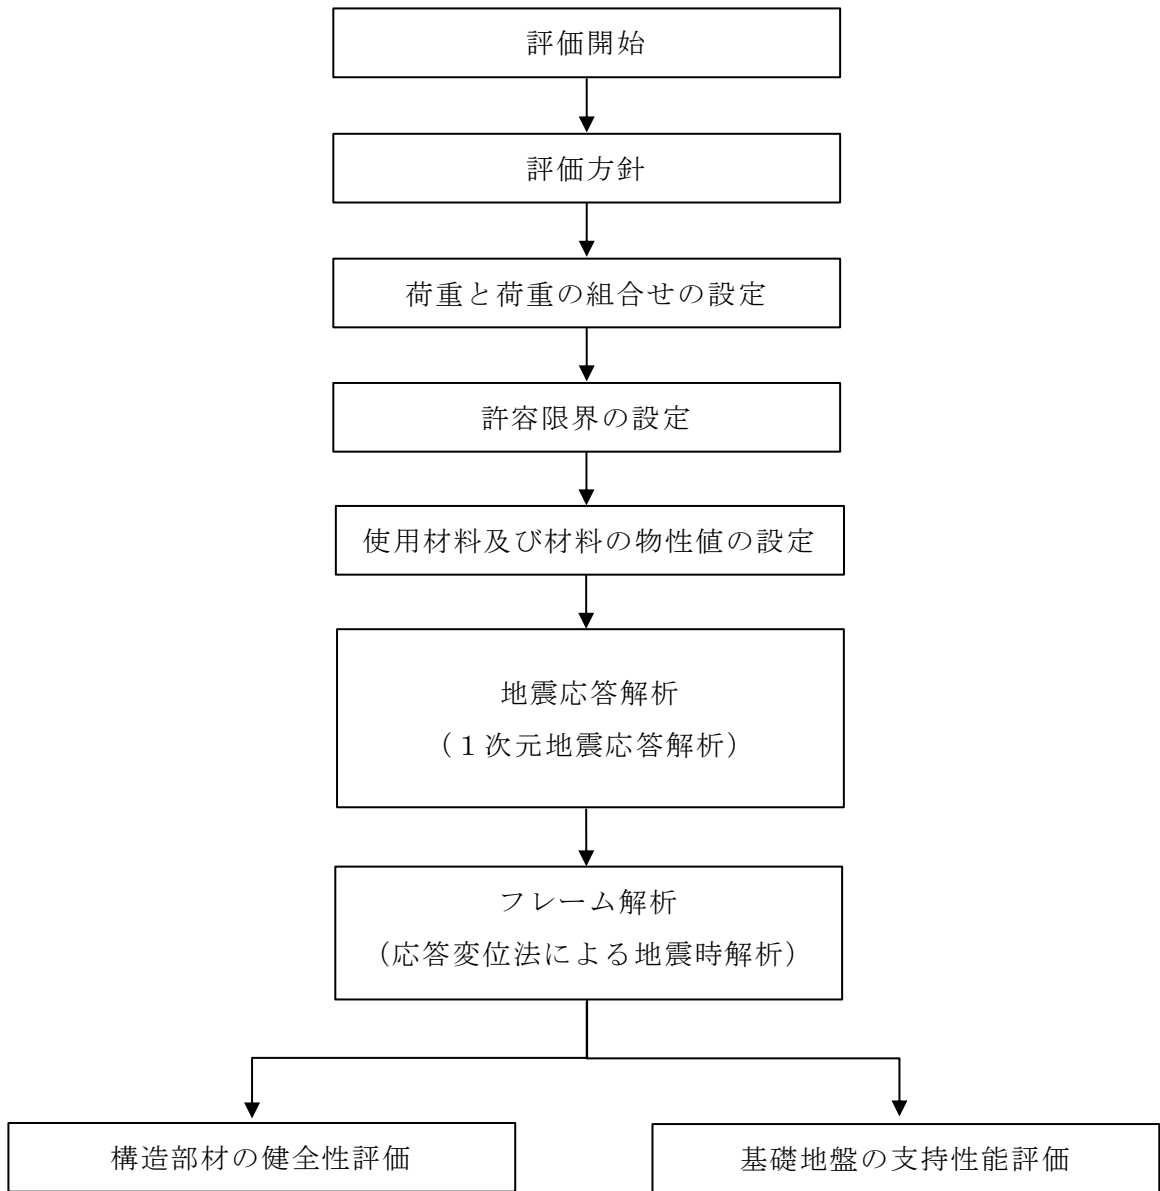 評価開始
評価方針
荷重と荷重の組合せの設定
許容限界の設定
使用材料及び材料の物性値の設定
地震応答解析
（１次元地震応答解析）
フレーム解析
（応答変位法による地震時解析）
構造部材の健全性評価
基礎地盤の支持性能評価